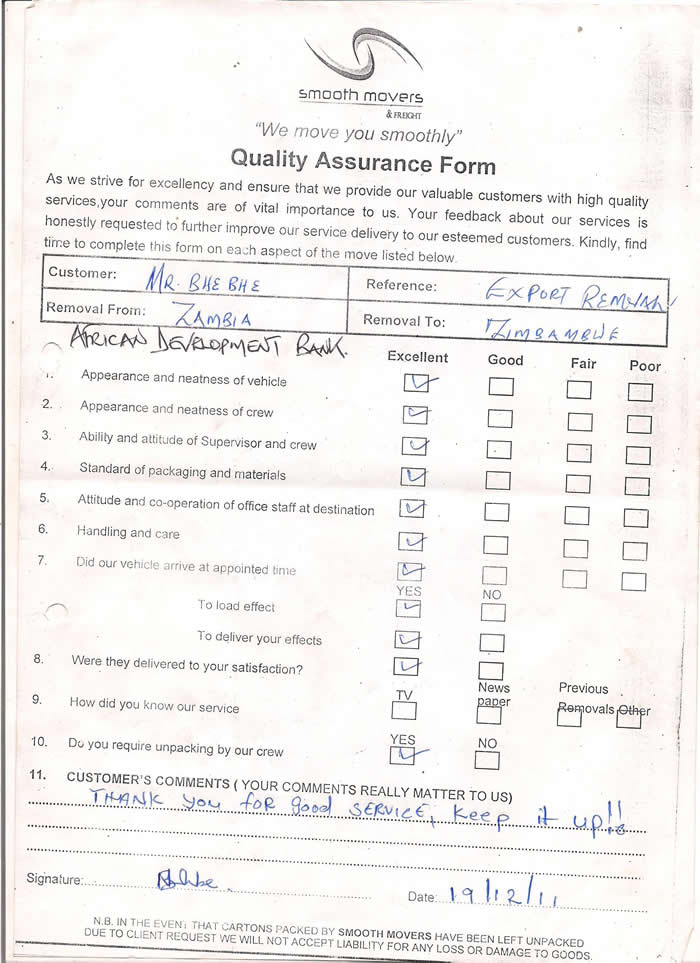 smooth movers
& FREIGHT
"We move you smoothly"
Quality Assurance Form
As we strive for excellency and ensure that we provide our valuable customers with high quality
services,your comments are of vital importance to us. Your feedback about our services is
honestly requested to further improve our service delivery to our esteemed customers. Kindly, find
time to complete this form on each aspect of the move listed below.
Customer: MR. BHEBHE Reference: EXPORT REMOVAL
Removal From: ZAMBIA Removal To: ZIMBAMBWE
AFRICAN DEVELOPMENT BANK.
Excellent Good Fair Poor
1. Appearance and neatness of vehicle
2. Appearance and neatness of crew
3. Ability and attitude of Supervisor and crew
4. Standard of packaging and materials
5. Attitude and co-operation of office staff at destination
6. Handling and care
7. Did our vehicle arrive at appointed time
YES NO
To load effect
To deliver your effects
8. Were they delivered to your satisfaction?
9. How did you know our service TV News paper Previous Removals Other
10. Do you require unpacking by our crew YES NO
11. CUSTOMER'S COMMENTS ( YOUR COMMENTS REALLY MATTER TO US)
THANK you for good SERVICE, keep it up!!
Signature: Date: 19/12/11
N.B. IN THE EVENT THAT CARTONS PACKED BY SMOOTH MOVERS HAVE BEEN LEFT UNPACKED
DUE TO CLIENT REQUEST WE WILL NOT ACCEPT LIABILITY FOR ANY LOSS OR DAMAGE TO GOODS.